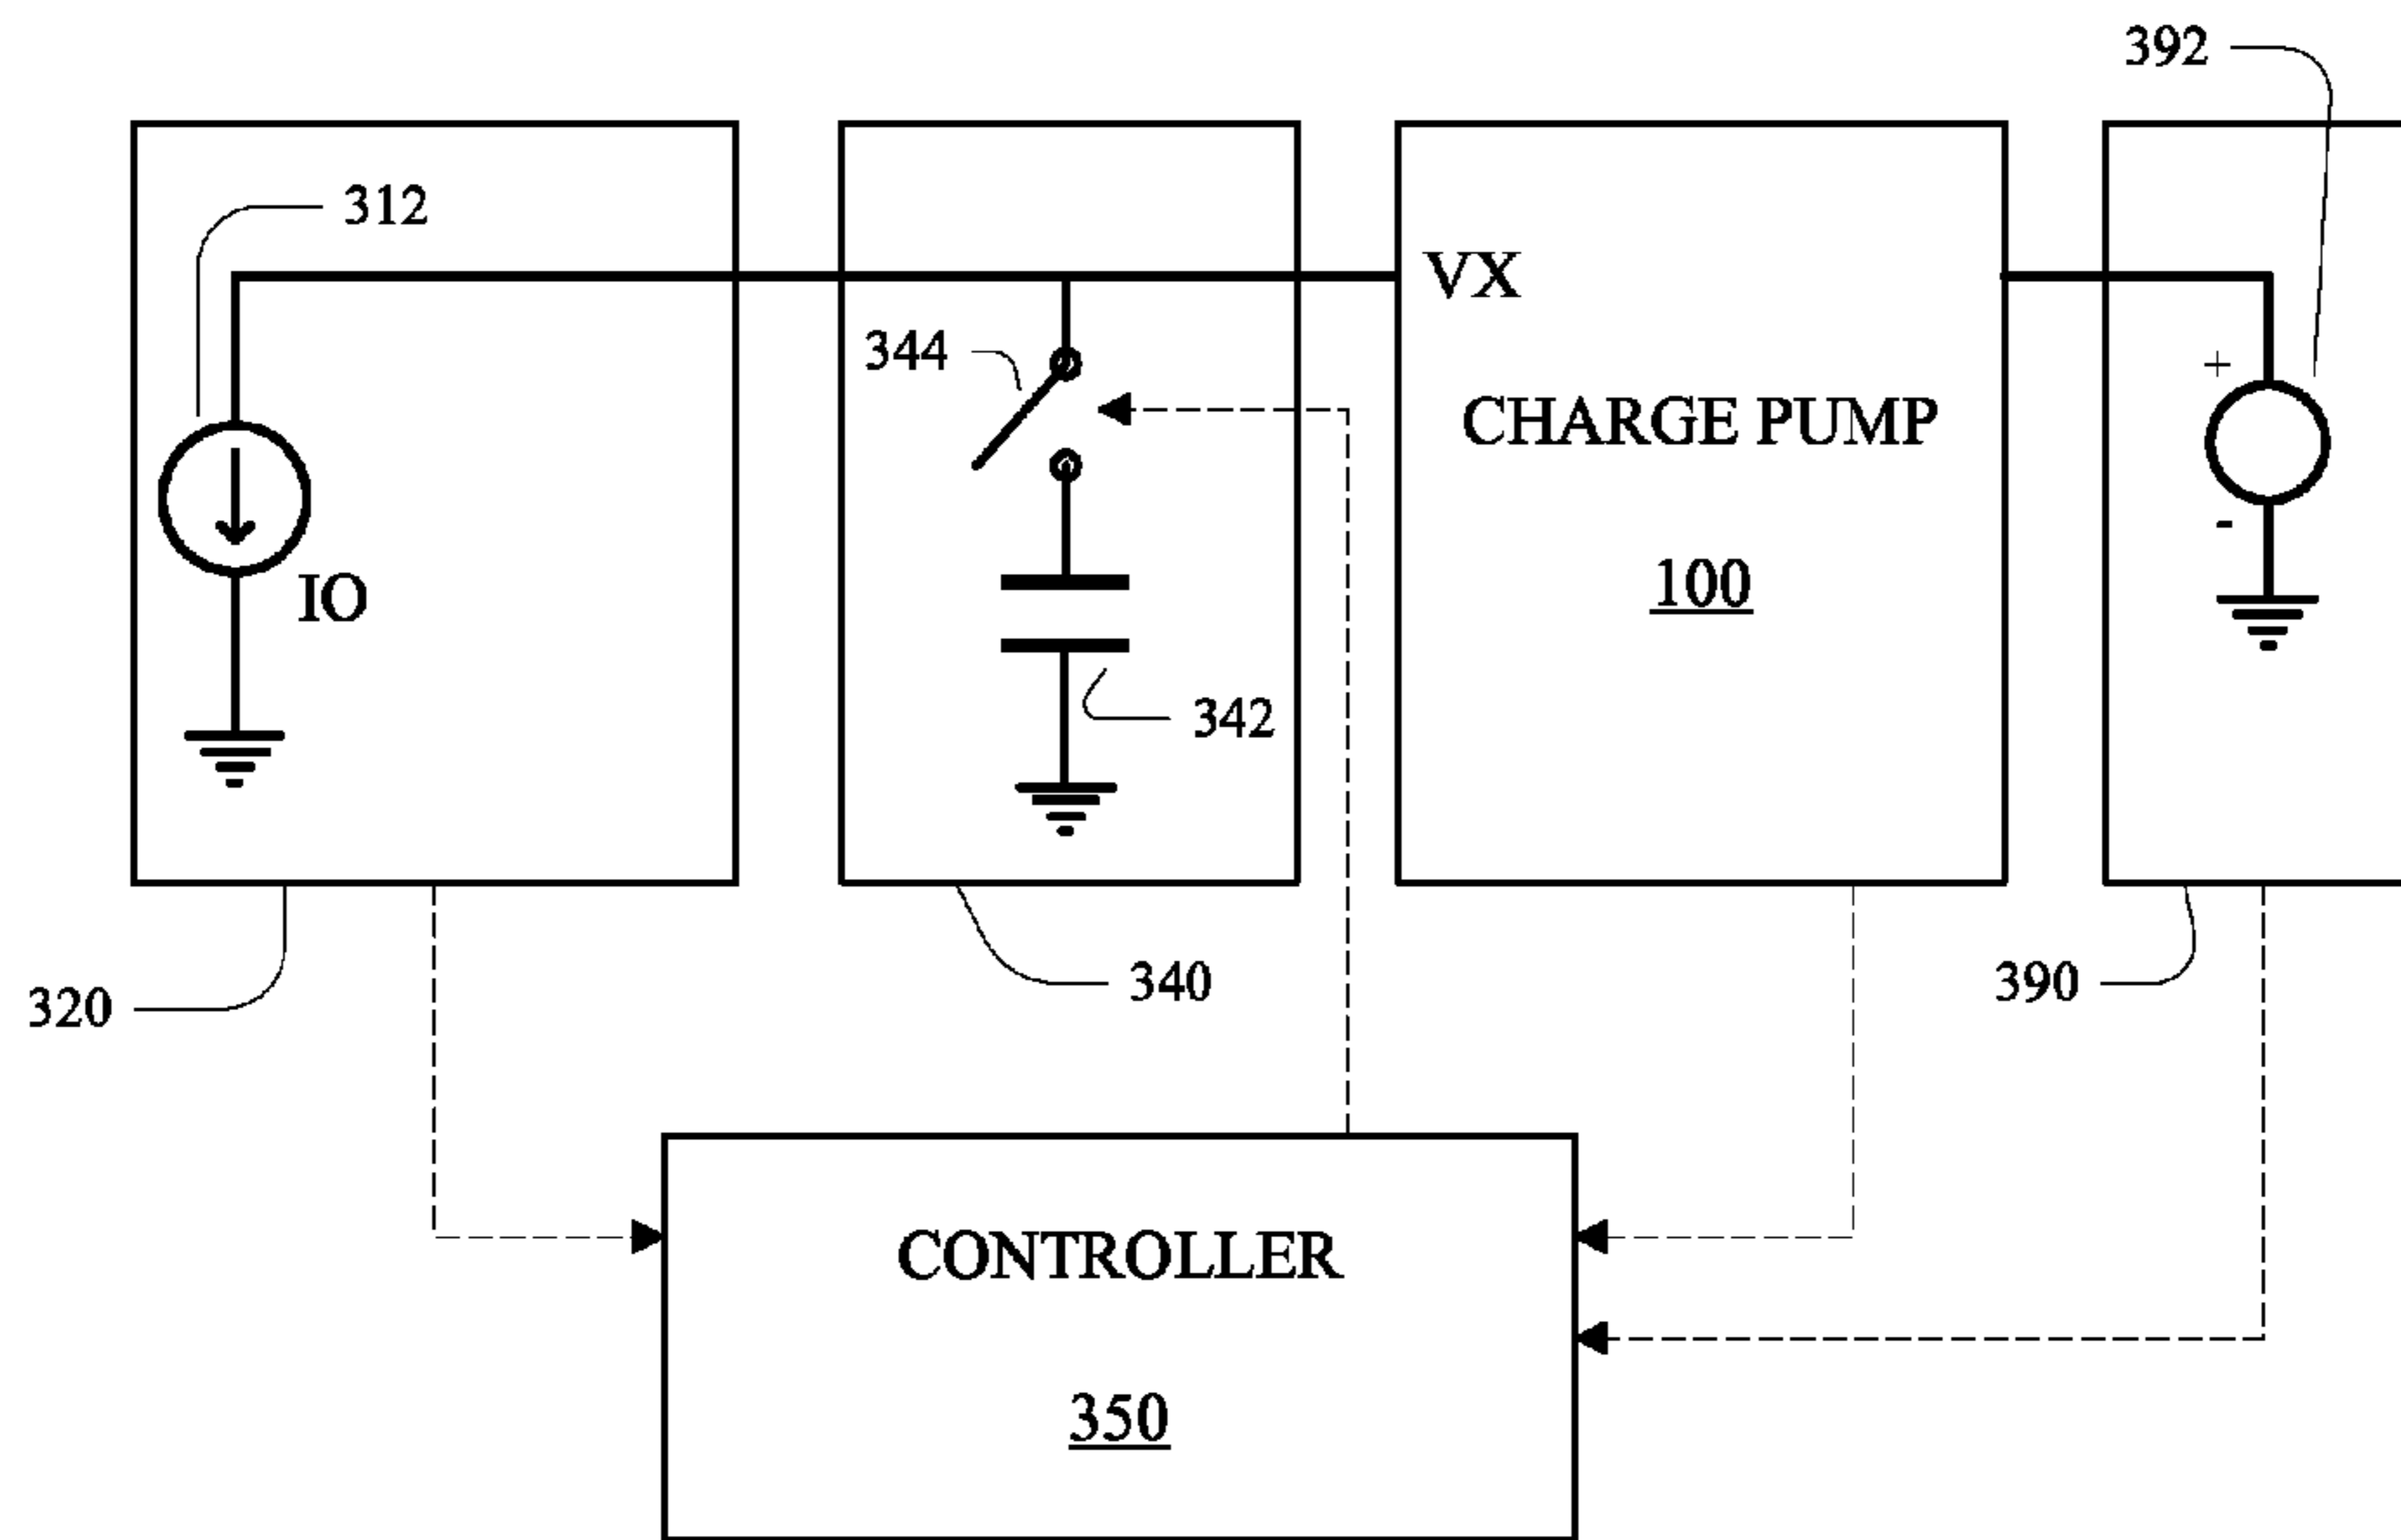 392
312
VX
344
+
CHARGE PUMP
-
IO
100
342
340
390
320
CONTROLLER
350